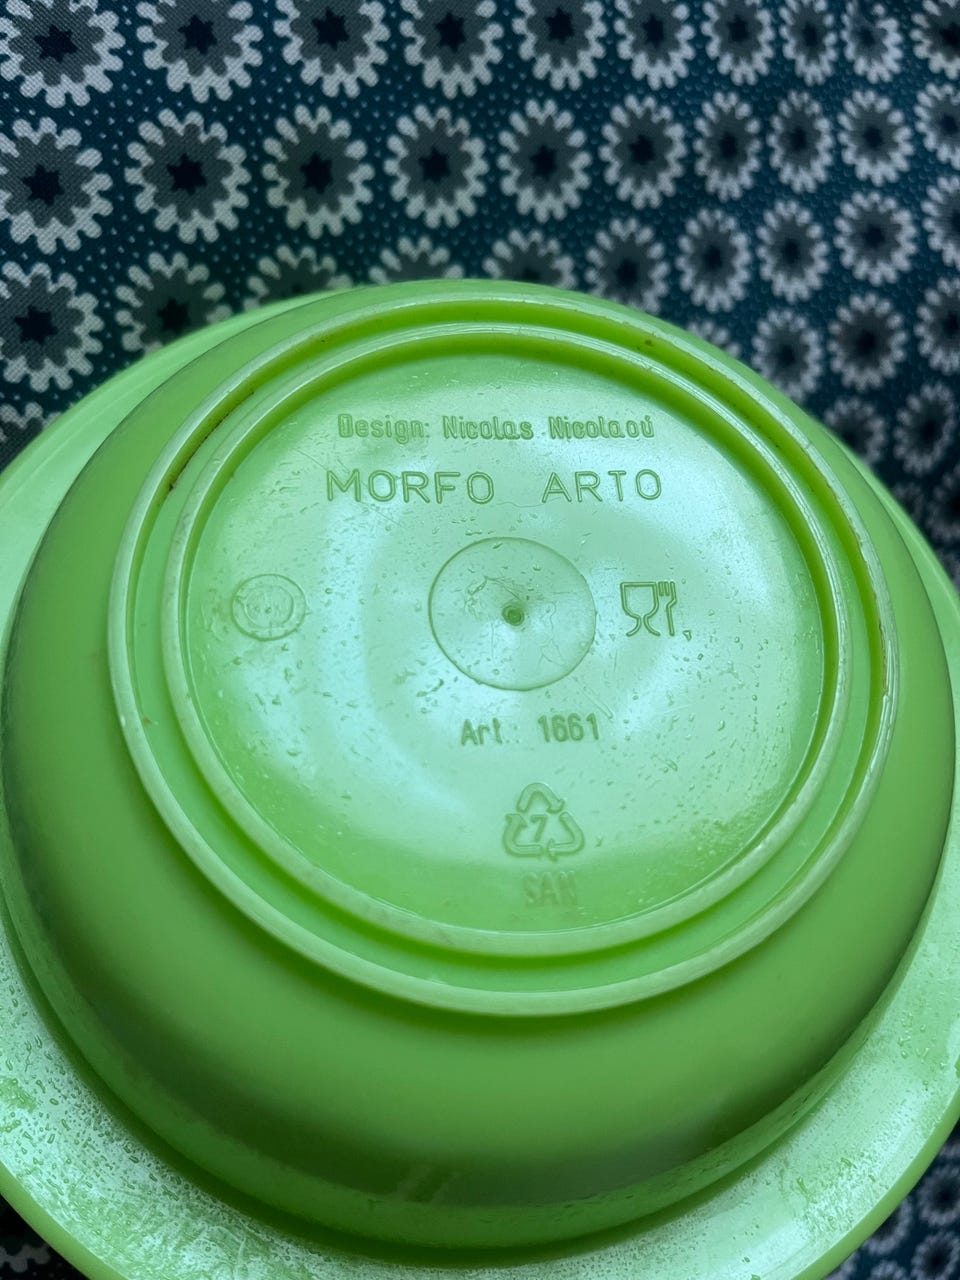 Design: Nicolas Nicolaoú
MORFO ARTO
Art.: 1661
7
SAN